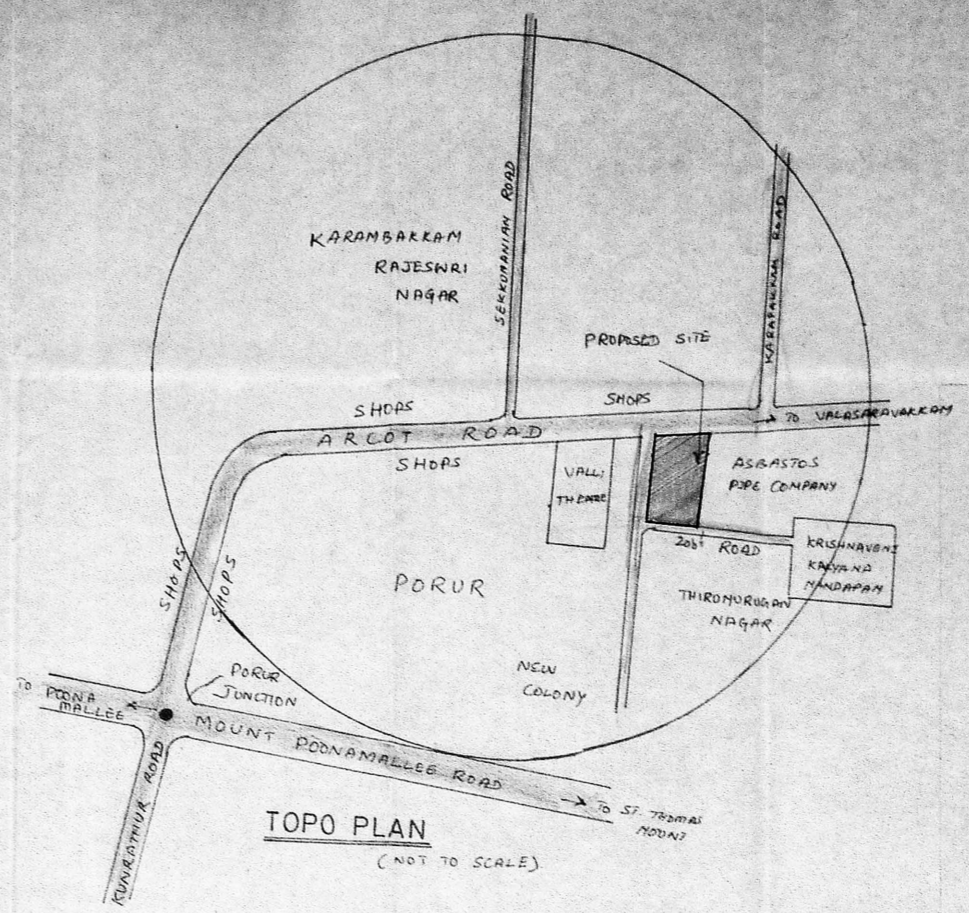 SEKKURANIAN ROAD
KARAPAKKAM ROAD
KARAMBAKKAM
RAJESWRI
NAGAR
PROPOSED SITE
SHOPS
SHOPS
TO VALASARAVAKKAM
ARCOT ROAD
SHOPS
VALLI
THEATRE
ASBASTOS
PIPE COMPANY
20ft ROAD
KRISHNAVENI
KALYANA
MANDAPAM
SHOPS
SHOPS
PORUR
THIROMURUGAN
NAGAR
NEW
COLONY
PORUR
JUNCTION
TO POONA
MALLEE
MOUNT POONAMALLEE ROAD
TO ST. THOMAS
MOUNT
KUNRATHUR ROAD
TOPO PLAN
(NOT TO SCALE)